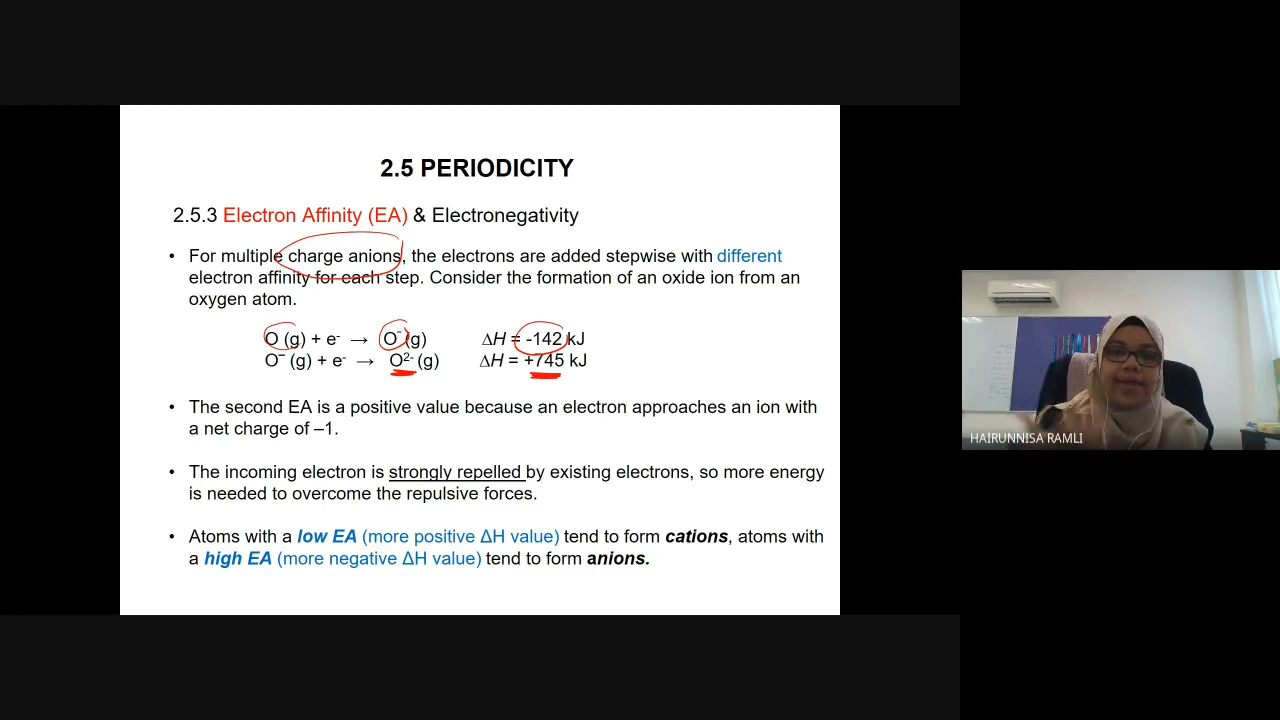 2.5 PERIODICITY
2.5.3 Electron Affinity (EA) & Electronegativity
• For multiple charge anions, the electrons are added stepwise with different
electron affinity for each step. Consider the formation of an oxide ion from an
oxygen atom.
O (g) + e⁻ → O⁻ (g) ΔH = -142 kJ
O⁻ (g) + e⁻ → O²⁻ (g) ΔH = +745 kJ
• The second EA is a positive value because an electron approaches an ion with
a net charge of –1.
• The incoming electron is strongly repelled by existing electrons, so more energy
is needed to overcome the repulsive forces.
• Atoms with a low EA (more positive ΔH value) tend to form cations, atoms with
a high EA (more negative ΔH value) tend to form anions.
HAIRUNNISA RAMLI